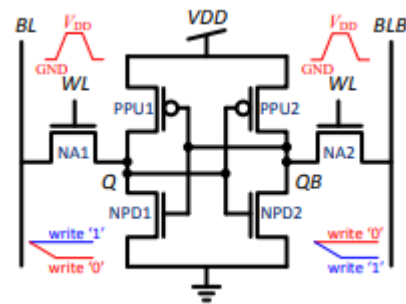 BL
VDD
VDD
BLB
VDD
GND
GND
WL
WL
PPU1
PPU2
NA1
NA2
Q
QB
NPD1
NPD2
write '1'
write '0'
write '0'
write '1'